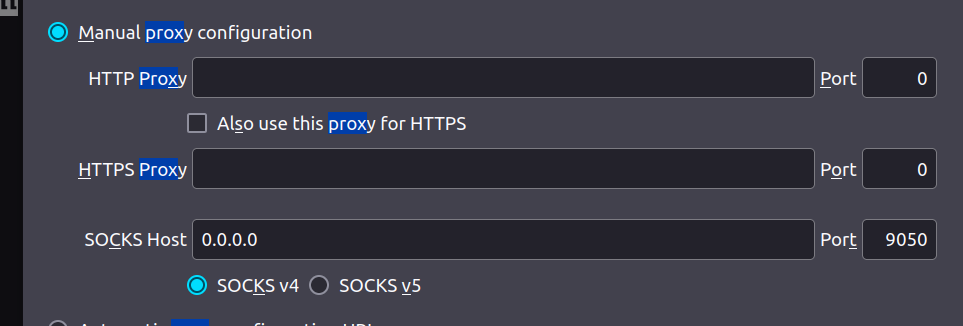 Manual proxy configuration
HTTP Proxy Port 0
Also use this proxy for HTTPS
HTTPS Proxy Port 0
SOCKS Host 0.0.0.0 Port 9050
SOCKS v4 SOCKS v5